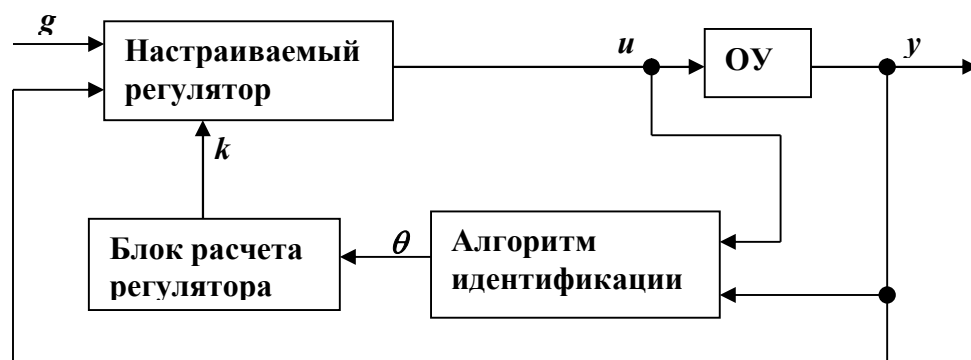 g
Настраиваемый
регулятор
u
ОУ
y
k
Блок расчета
регулятора
θ
Алгоритм
идентификации